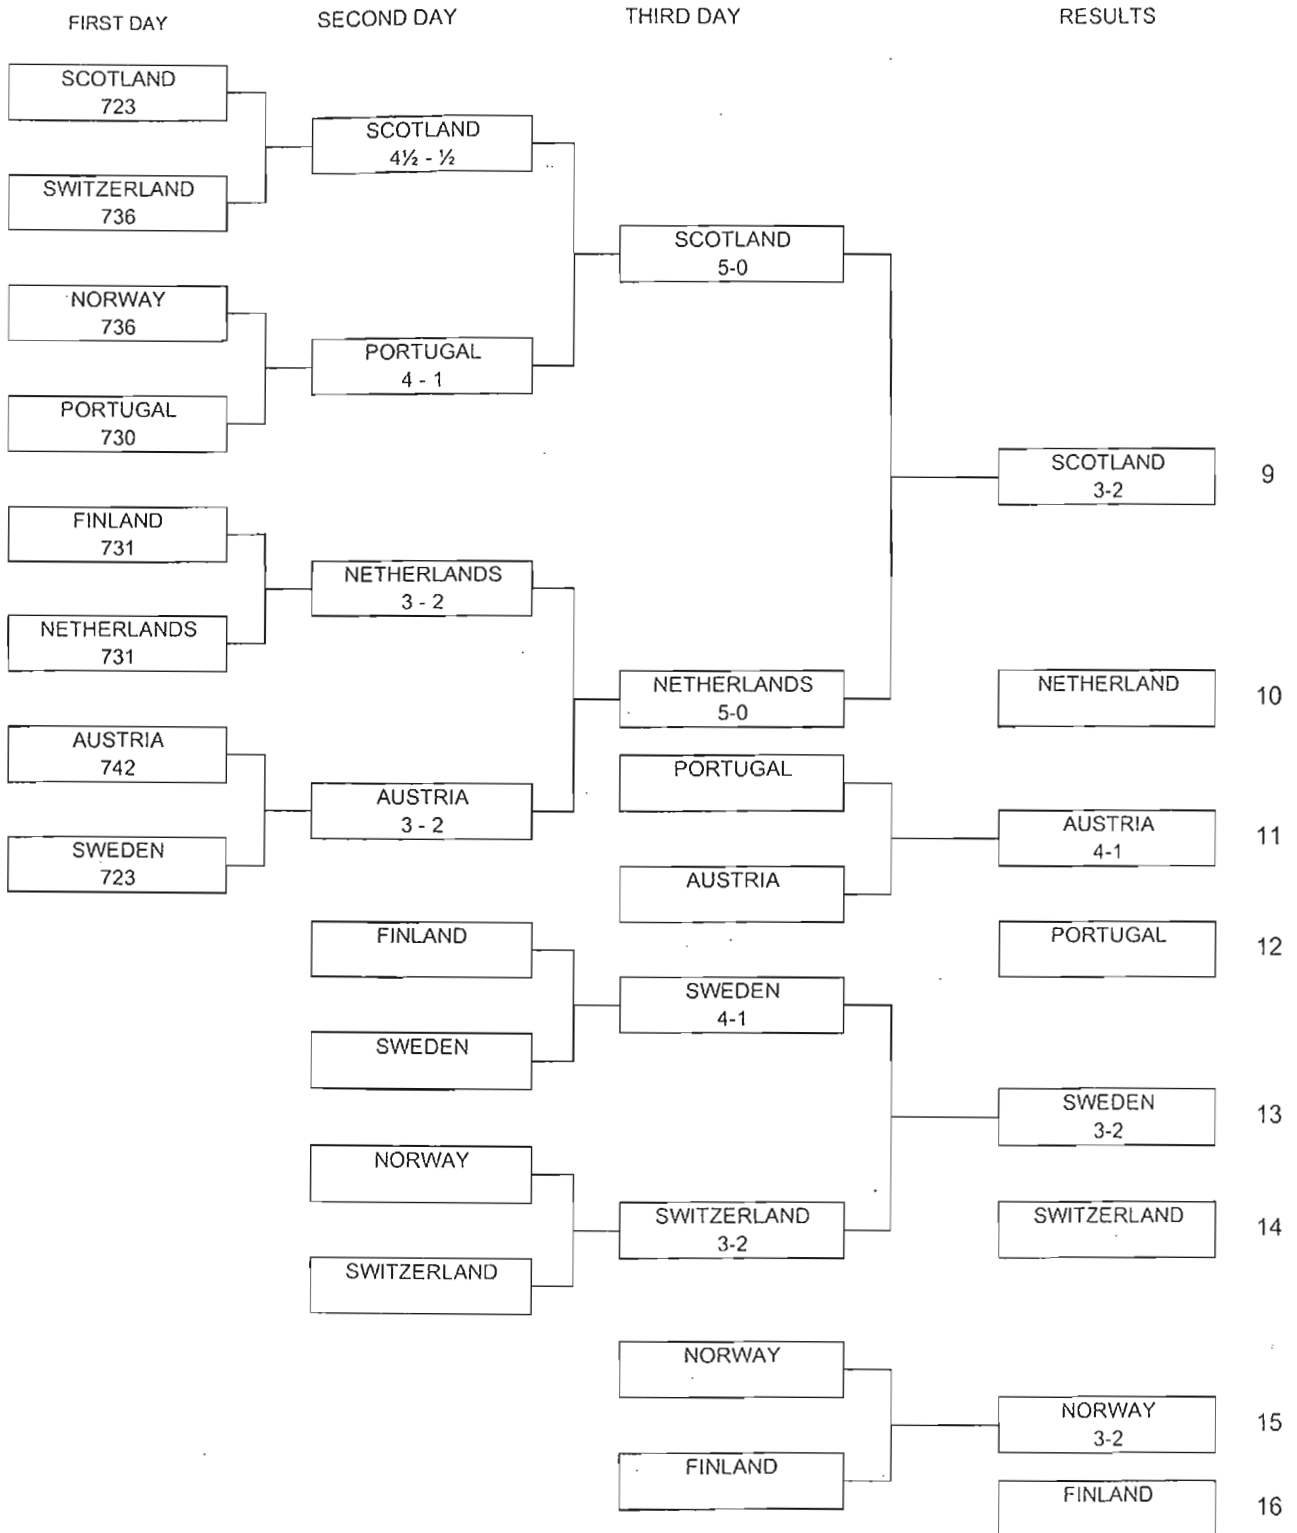 FIRST DAY
SECOND DAY
THIRD DAY
RESULTS
SCOTLAND
723
SWITZERLAND
736
NORWAY
736
PORTUGAL
730
FINLAND
731
NETHERLANDS
731
AUSTRIA
742
SWEDEN
723
SCOTLAND
4½ - ½
PORTUGAL
4 - 1
NETHERLANDS
3 - 2
AUSTRIA
3 - 2
FINLAND
SWEDEN
NORWAY
SWITZERLAND
SCOTLAND
5-0
NETHERLANDS
5-0
PORTUGAL
AUSTRIA
SWEDEN
4-1
SWITZERLAND
3-2
NORWAY
FINLAND
SCOTLAND
3-2
9
NETHERLAND
10
AUSTRIA
4-1
11
PORTUGAL
12
SWEDEN
3-2
13
SWITZERLAND
14
NORWAY
3-2
15
FINLAND
16